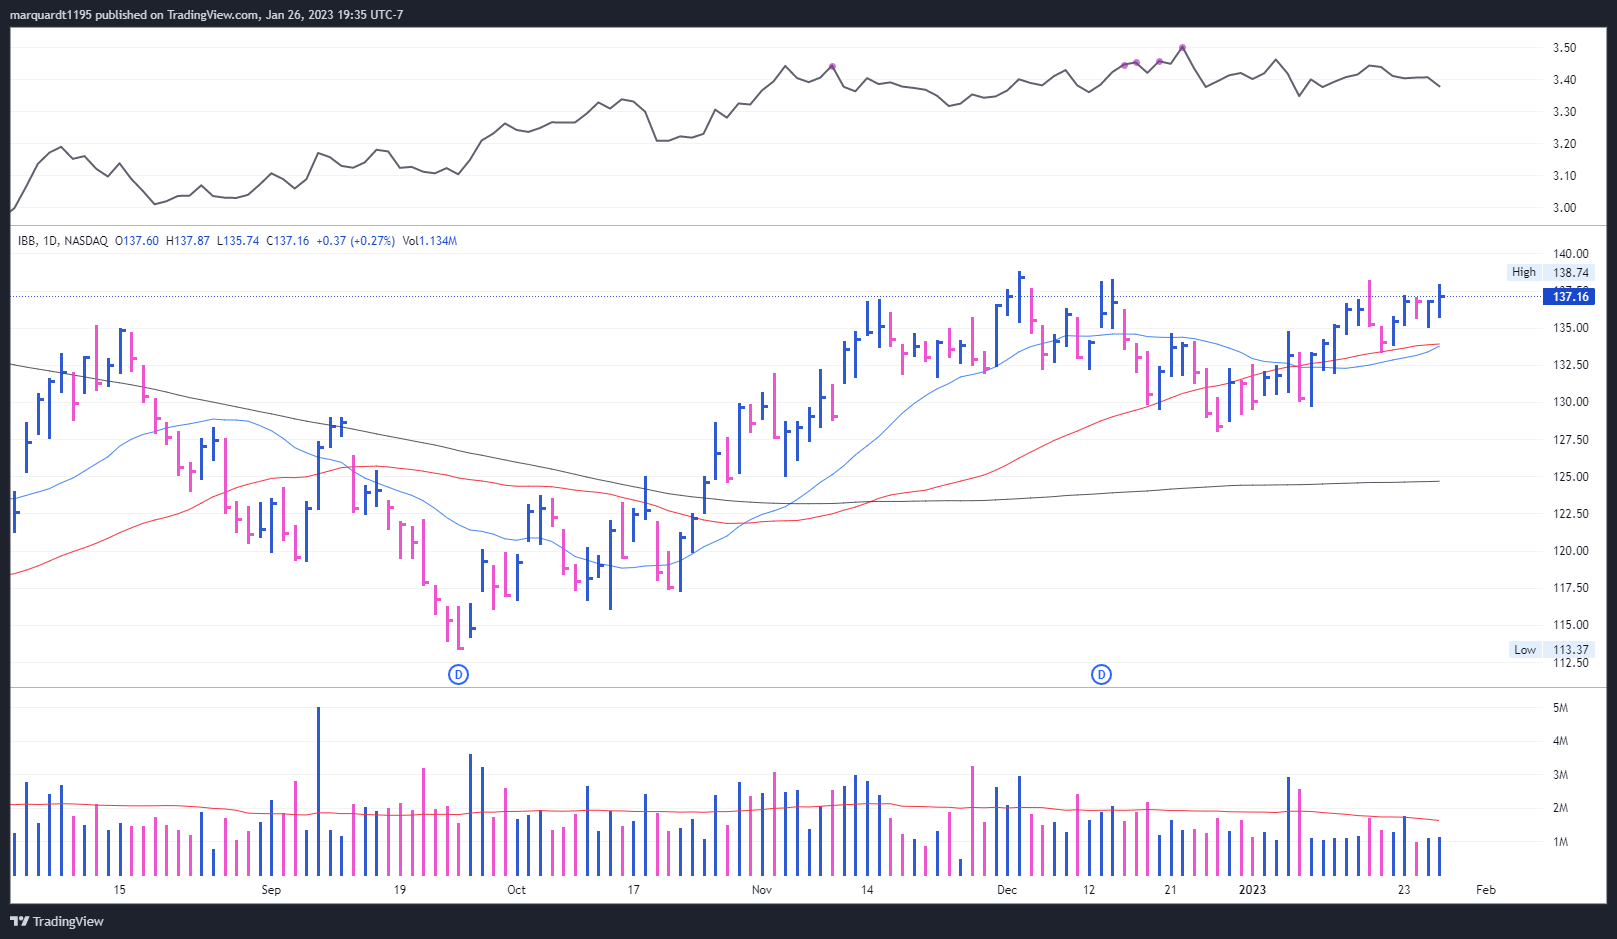 marquardt1195 published on TradingView.com, Jan 26, 2023 19:35 UTC-7
3.50
3.40
3.30
3.20
3.10
3.00
IBB, 1D, NASDAQ O137.60 H137.87 L135.74 C137.16 +0.37 (+0.27%) Vol1.134M
140.00
High 138.74
137.16
135.00
132.50
130.00
127.50
125.00
122.50
120.00
117.50
115.00
Low 113.37
112.50
D D
5M
4M
3M
2M
1M
15 Sep 19 Oct 17 Nov 14 Dec 12 21 2023 23 Feb
TradingView